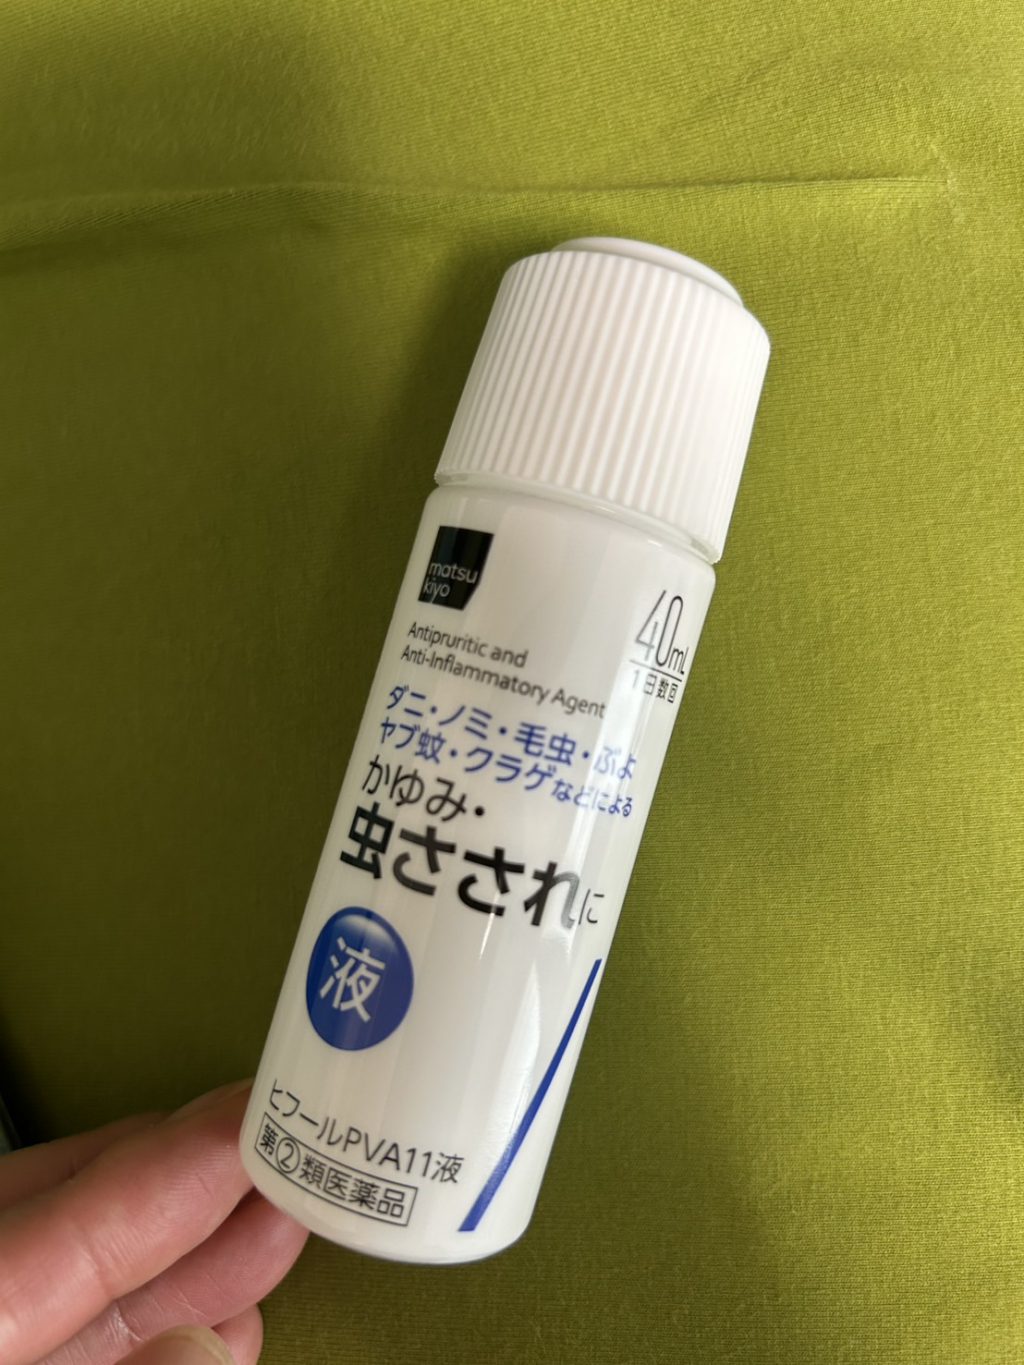 matsu
kiyo
40mL
1日数回
Antipruritic and
Anti-Inflammatory Agent
ダニ・ノミ・毛虫・ぶよ
ヤブ蚊・クラゲなどによる
かゆみ・
虫さされに
液
ヒフールPVA11液
第②類医薬品